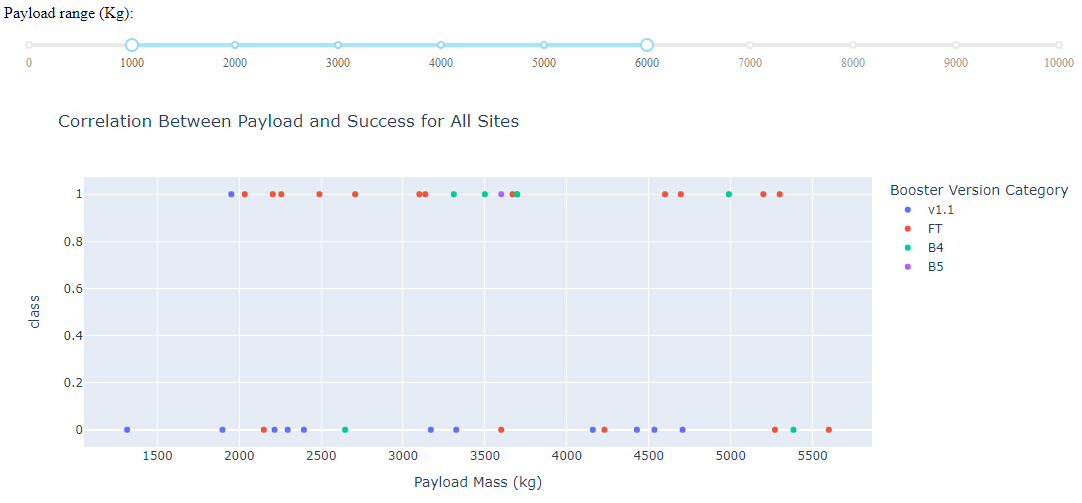 Payload range (Kg):
0 1000 2000 3000 4000 5000 6000 7000 8000 9000 10000
Correlation Between Payload and Success for All Sites
1
0.8
0.6
0.4
0.2
0
class
1500 2000 2500 3000 3500 4000 4500 5000 5500
Payload Mass (kg)
Booster Version Category
v1.1
FT
B4
B5